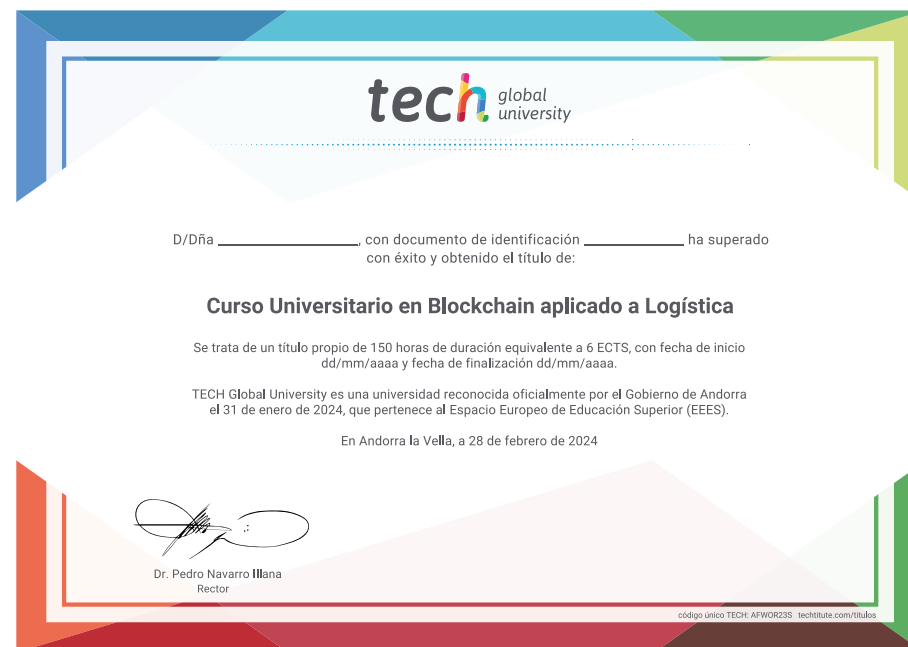 tech global university
D/Dña ____________, con documento de identificación ____________ ha superado
con éxito y obtenido el título de:
Curso Universitario en Blockchain aplicado a Logística
Se trata de un título propio de 150 horas de duración equivalente a 6 ECTS, con fecha de inicio
dd/mm/aaaa y fecha de finalización dd/mm/aaaa.
TECH Global University es una universidad reconocida oficialmente por el Gobierno de Andorra
el 31 de enero de 2024, que pertenece al Espacio Europeo de Educación Superior (EEES).
En Andorra la Vella, a 28 de febrero de 2024
Dr. Pedro Navarro Illana
Rector
código único TECH: AFWOR23S techtitute.com/titulos